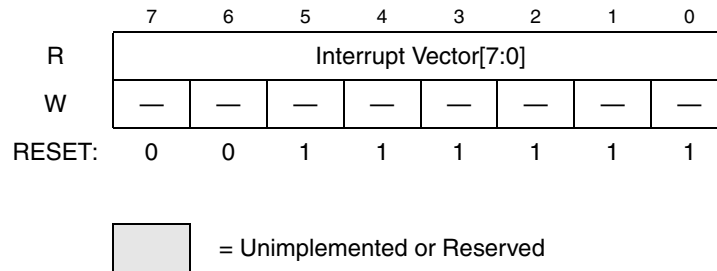 7 6 5 4 3 2 1 0
R Interrupt Vector[7:0]
W — — — — — — — —
RESET: 0 0 1 1 1 1 1 1
= Unimplemented or Reserved